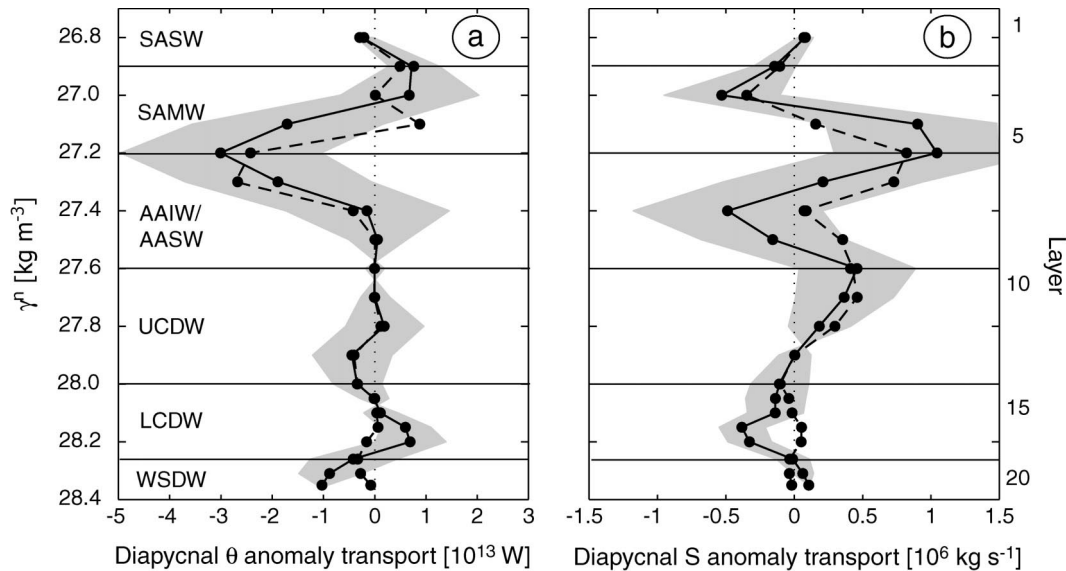 a
b
26.8
27.0
27.2
27.4
27.6
27.8
28.0
28.2
28.4
γⁿ [kg m⁻³]
SASW
SAMW
AAIW/
AASW
UCDW
LCDW
WSDW
1
5
10
15
20
Layer
-5 -4 -3 -2 -1 0 1 2 3
-1.5 -1 -0.5 0 0.5 1 1.5
Diapycnal θ anomaly transport [10¹³ W]
Diapycnal S anomaly transport [10⁶ kg s⁻¹]